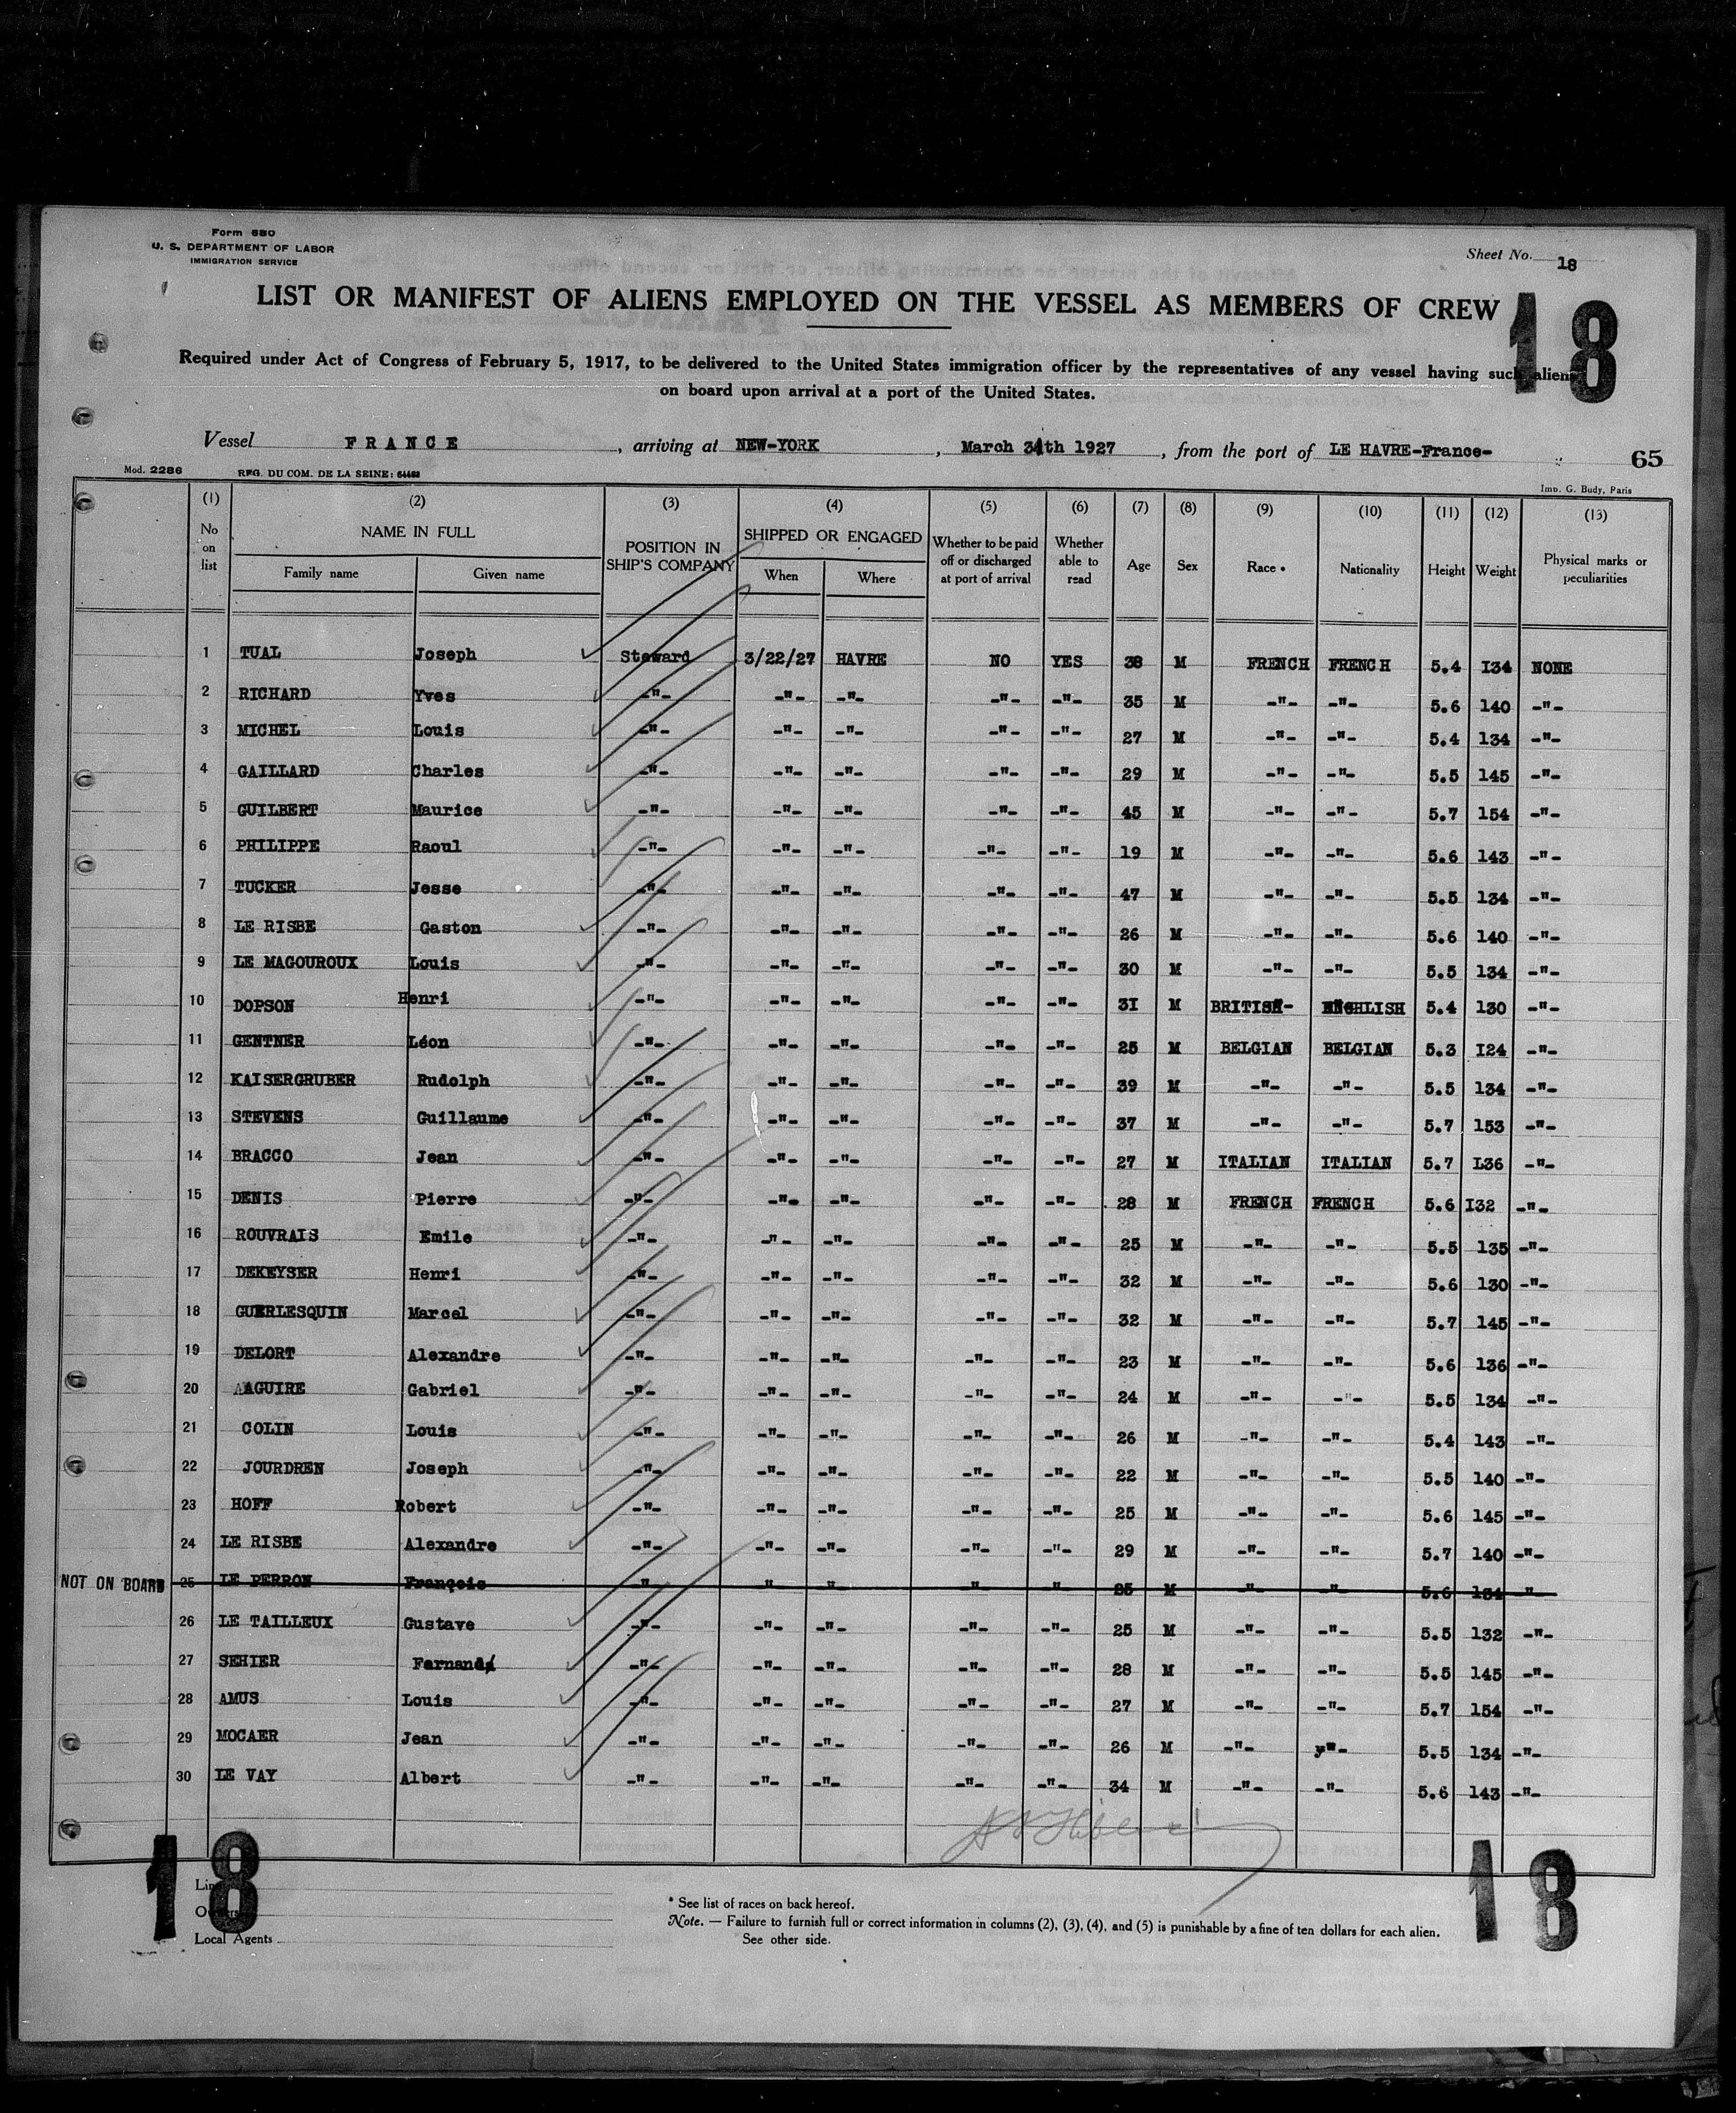 Form 680
U. S. DEPARTMENT OF LABOR
IMMIGRATION SERVICE
Sheet No. 18
LIST OR MANIFEST OF ALIENS EMPLOYED ON THE VESSEL AS MEMBERS OF CREW
18
Required under Act of Congress of February 5, 1917, to be delivered to the United States immigration officer by the representatives of any vessel having such aliens
on board upon arrival at a port of the United States.
Vessel FRANCE , arriving at NEW-YORK , March 31th 1927 , from the port of LE HAVRE-France- 65
Mod. 2286 RFG. DU COM. DE LA SEINE: Imp. G. Budy, Paris
(1) (2) (3) (4) (5) (6) (7) (8) (9) (10) (11) (12) (13)
No on list NAME IN FULL Family name Given name POSITION IN SHIP'S COMPANY SHIPPED OR ENGAGED When Where Whether to be paid off or discharged at port of arrival Whether able to read Age Sex Race * Nationality Height Weight Physical marks or peculiarities
1 TUAL Joseph Steward 3/22/27 HAVRE NO YES 38 M FRENCH FRENCH 5.4 I34 NONE
2 RICHARD Yves -"- -"- -"- -"- -"- 35 M -"- -"- 5.6 140 -"-
3 MICHEL Louis -"- -"- -"- -"- -"- 27 M -"- -"- 5.4 134 -"-
4 GAILLARD Charles -"- -"- -"- -"- -"- 29 M -"- -"- 5.5 145 -"-
5 GUILBERT Maurice -"- -"- -"- -"- -"- 45 M -"- -"- 5.7 154 -"-
6 PHILIPPE Raoul -"- -"- -"- -"- -"- 19 M -"- -"- 5.6 143 -"-
7 TUCKER Jesse -"- -"- -"- -"- -"- 47 M -"- -"- 5.5 134 -"-
8 LE RISBE Gaston -"- -"- -"- -"- -"- 26 M -"- -"- 5.6 140 -"-
9 LE MAGOUROUX Louis -"- -"- -"- -"- -"- 30 M -"- -"- 5.5 134 -"-
10 DOPSON Henri -"- -"- -"- -"- -"- 3I M BRITISH- ENGHLISH 5.4 130 -"-
11 GENTNER Léon -"- -"- -"- -"- -"- 25 M BELGIAN BELGIAN 5.3 I24 -"-
12 KAISERGRUBER Rudolph -"- -"- -"- -"- -"- 39 M -"- -"- 5.5 134 -"-
13 STEVENS Guillaume -"- -"- -"- -"- -"- 37 M -"- -"- 5.7 153 -"-
14 BRACCO Jean -"- -"- -"- -"- -"- 27 M ITALIAN ITALIAN 5.7 I36 -"-
15 DENIS Pierre -"- -"- -"- -"- -"- 28 M FRENCH FRENCH 5.6 I32 -"-
16 ROUVRAIS Emile -"- -"- -"- -"- -"- 25 M -"- -"- 5.5 135 -"-
17 DEKEYSER Henri -"- -"- -"- -"- -"- 32 M -"- -"- 5.6 130 -"-
18 GUERLESQUIN Marcel -"- -"- -"- -"- -"- 32 M -"- -"- 5.7 145 -"-
19 DELORT Alexandre -"- -"- -"- -"- -"- 23 M -"- -"- 5.6 136 -"-
20 AAGUIRE Gabriel -"- -"- -"- -"- -"- 24 M -"- -"- 5.5 134 -"-
21 COLIN Louis -"- -"- -"- -"- -"- 26 M -"- -"- 5.4 143 -"-
22 JOURDREN Joseph -"- -"- -"- -"- -"- 22 M -"- -"- 5.5 140 -"-
23 HOFF Robert -"- -"- -"- -"- -"- 25 M -"- -"- 5.6 145 -"-
24 LE RISBE Alexandre -"- -"- -"- -"- -"- 29 M -"- -"- 5.7 140 -"-
NOT ON BOARD 25 LE PERRON François " " " " " 25 M " " 5.6 134 "
26 LE TAILLEUX Gustave -"- -"- -"- -"- -"- 25 M -"- -"- 5.5 132 -"-
27 SEHIER Fernand -"- -"- -"- -"- -"- 28 M -"- -"- 5.5 145 -"-
28 AMUS Louis -"- -"- -"- -"- -"- 27 M -"- -"- 5.7 154 -"-
29 MOCAER Jean -"- -"- -"- -"- -"- 26 M -"- -"- 5.5 134 -"-
30 LE VAY Albert -"- -"- -"- -"- -"- 34 M -"- -"- 5.6 143 -"-
18 18
Line
Owners
Local Agents
* See list of races on back hereof.
Note. — Failure to furnish full or correct information in columns (2), (3), (4), and (5) is punishable by a fine of ten dollars for each alien.
See other side.